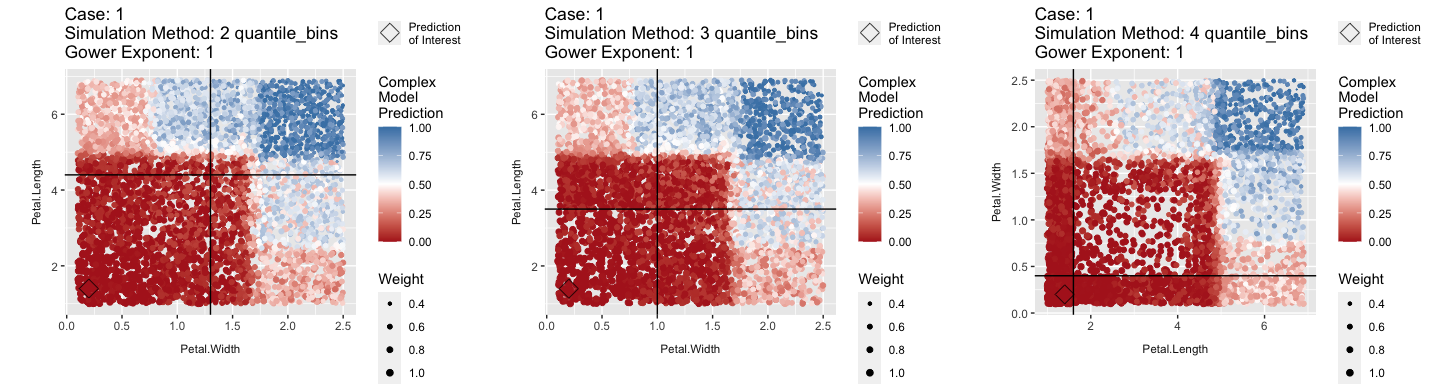 Case: 1
Simulation Method: 2 quantile_bins
Gower Exponent: 1
Prediction
of Interest
Complex
Model
Prediction
1.00
0.75
0.50
0.25
0.00
Weight
0.4
0.6
0.8
1.0
Petal.Length
6
4
2
0.0
0.5
1.0
1.5
2.0
2.5
Petal.Width
Case: 1
Simulation Method: 3 quantile_bins
Gower Exponent: 1
Prediction
of Interest
Complex
Model
Prediction
1.00
0.75
0.50
0.25
0.00
Weight
0.4
0.6
0.8
1.0
Petal.Length
6
4
2
0.0
0.5
1.0
1.5
2.0
2.5
Petal.Width
Case: 1
Simulation Method: 4 quantile_bins
Gower Exponent: 1
Prediction
of Interest
Complex
Model
Prediction
1.00
0.75
0.50
0.25
0.00
Weight
0.4
0.6
0.8
1.0
Petal.Width
2.5
2.0
1.5
1.0
0.5
0.0
2
4
6
Petal.Length